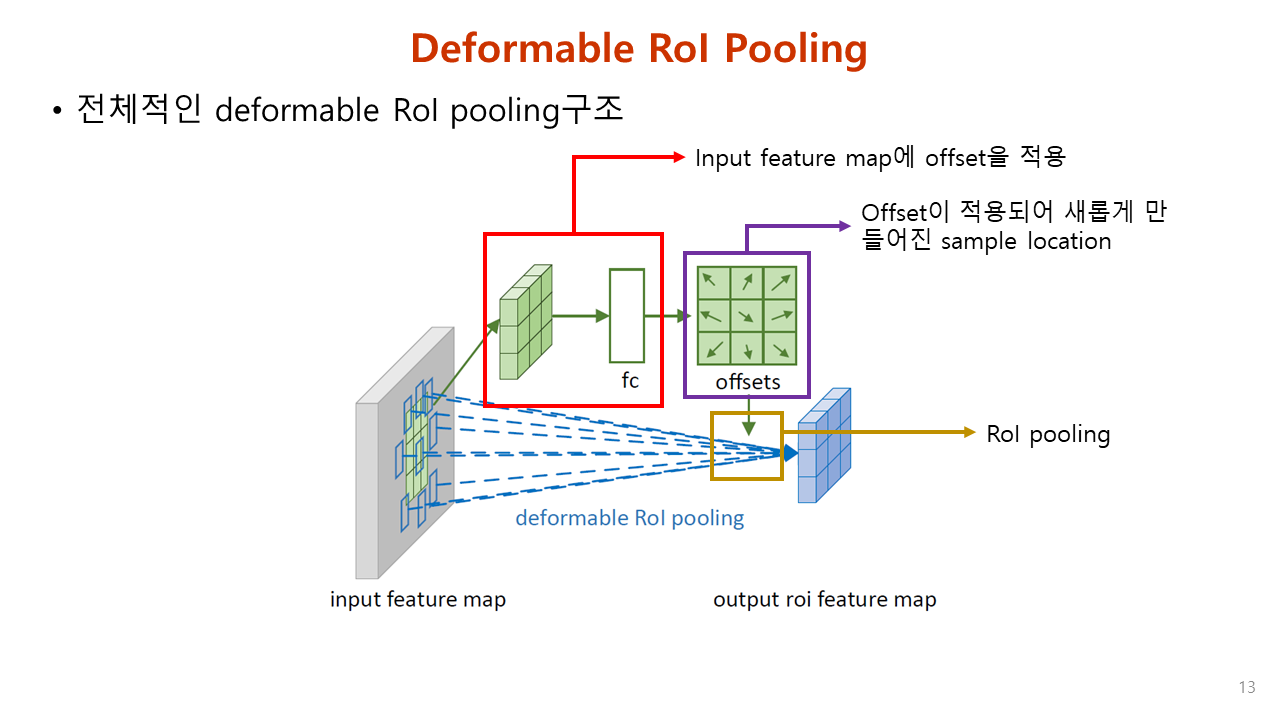 Deformable RoI Pooling
• 전체적인 deformable RoI pooling구조
Input feature map에 offset을 적용
Offset이 적용되어 새롭게 만
들어진 sample location
fc
offsets
RoI pooling
deformable RoI pooling
input feature map
output roi feature map
13